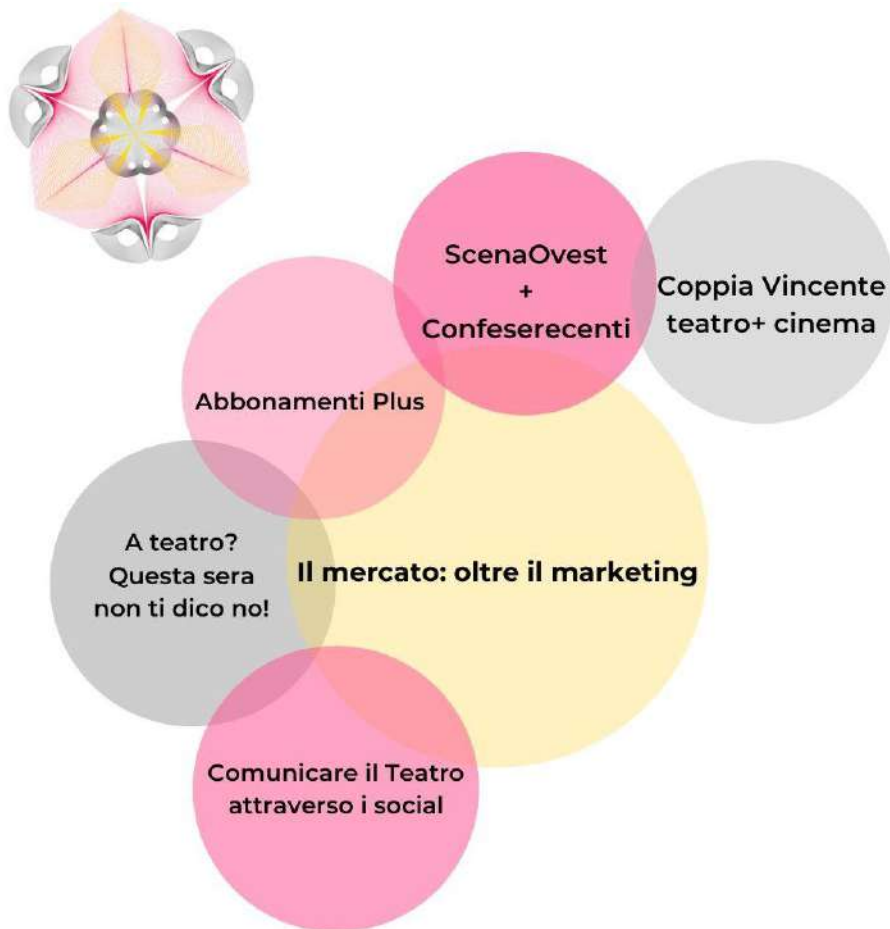 ScenaOvest
+
Confeserecenti
Coppia Vincente
teatro+ cinema
Abbonamenti Plus
A teatro?
Questa sera
non ti dico no!
Il mercato: oltre il marketing
Comunicare il Teatro
attraverso i social